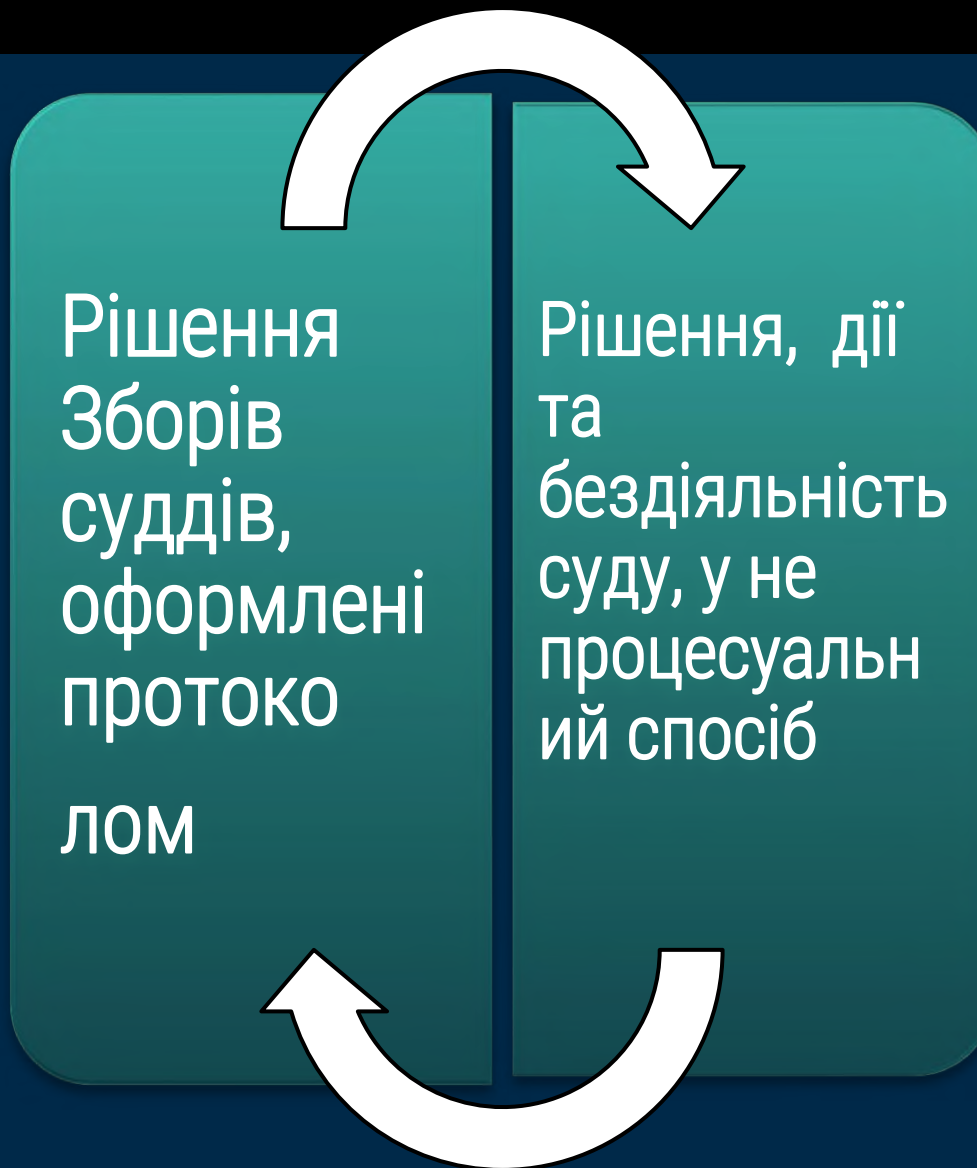 Рішення
Зборів
суддів,
оформлені
протоко
лом
Рішення, дії
та
бездіяльність
суду, у не
процесуальн
ий спосіб